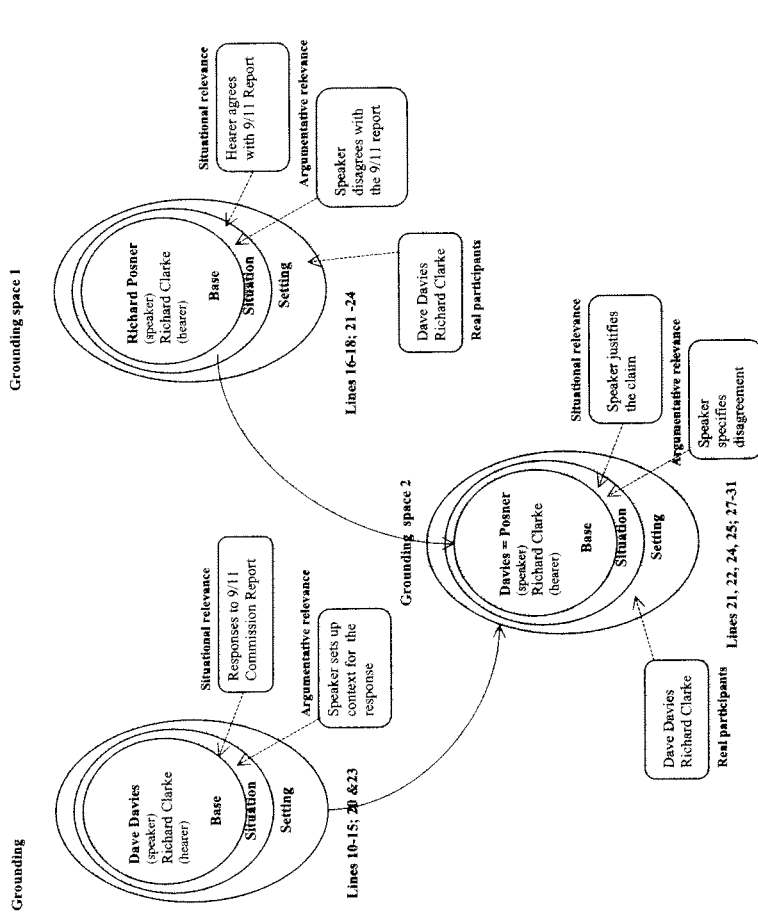 Grounding
Dave Davies
(speaker)
Richard Clarke
(hearer)
Base
Situation
Setting
Situational relevance
Responses to 9/11
Commission Report
Argumentative relevance
Speaker sets up
context for the
response
Lines 10-15; 20 &23
Grounding space 1
Richard Posner
(speaker)
Richard Clarke
(hearer)
Base
Situation
Setting
Situational relevance
Hearer agrees
with 9/11 Report
Argumentative relevance
Speaker
disagrees with
the 9/11 report
Lines 16-18; 21 -24
Dave Davies
Richard Clarke
Real participants
Grounding space 2
Davies = Posner
(speaker)
Richard Clarke
(hearer)
Base
Situation
Setting
Situational relevance
Speaker justifies
the claim
Argumentative relevance
Speaker
specifies
disagreement
Dave Davies
Richard Clarke
Real participants
Lines 21, 22, 24, 25; 27-31